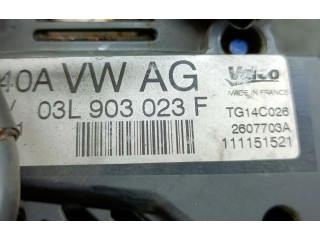 40A VW AG
Valeo
MADE IN FRANCE
03L 903 023 F
TG14C026
2607703A
111151521